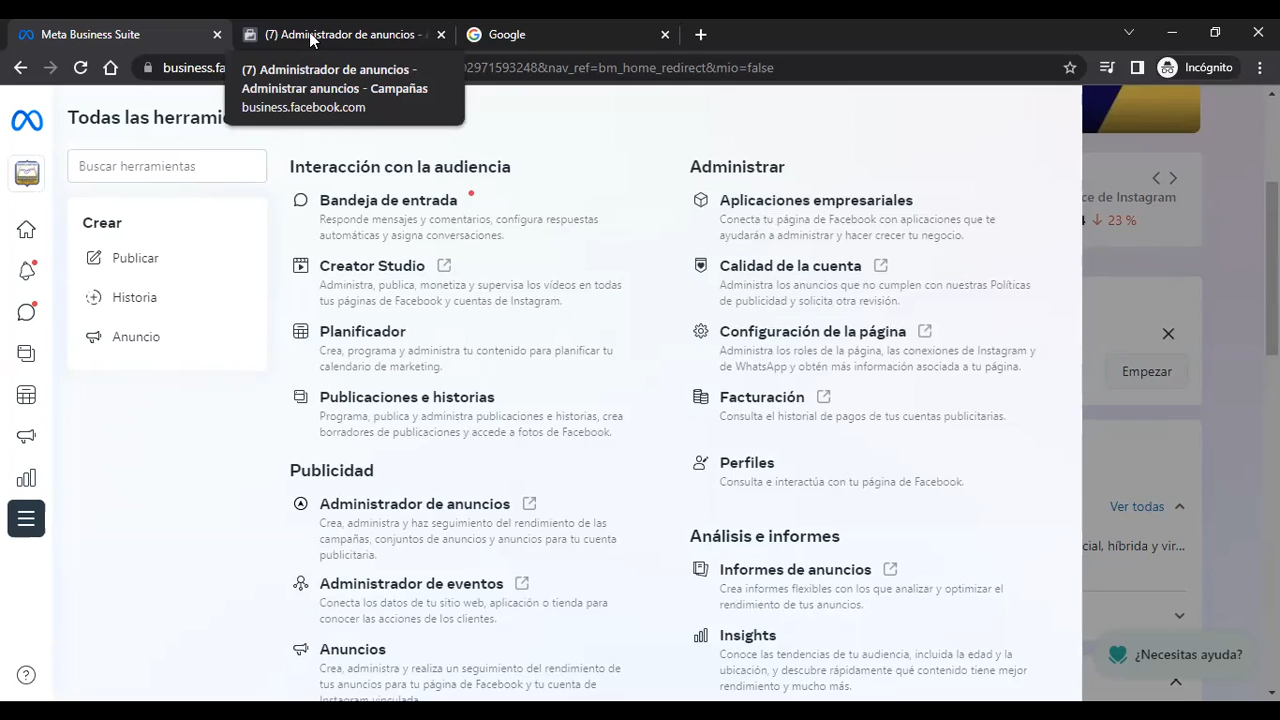 Meta Business Suite
(7) Administrador de anuncios -
Google
Incógnito
business.fa
02971593248&nav_ref=bm_home_redirect&mio=false
(7) Administrador de anuncios -
Administrar anuncios - Campañas
business.facebook.com
Todas las herrami
Buscar herramientas
Crear
Publicar
Historia
Anuncio
Interacción con la audiencia
Bandeja de entrada
Responde mensajes y comentarios, configura respuestas
automáticas y asigna conversaciones.
Creator Studio
Administra, publica, monetiza y supervisa los vídeos en todas
tus páginas de Facebook y cuentas de Instagram.
Planificador
Crea, programa y administra tu contenido para planificar tu
calendario de marketing.
Publicaciones e historias
Programa, publica y administra publicaciones e historias, crea
borradores de publicaciones y accede a fotos de Facebook.
Publicidad
Administrador de anuncios
Crea, administra y haz seguimiento del rendimiento de las
campañas, conjuntos de anuncios y anuncios para tu cuenta
publicitaria.
Administrador de eventos
Conecta los datos de tu sitio web, aplicación o tienda para
conocer las acciones de los clientes.
Anuncios
Crea, administra y realiza un seguimiento del rendimiento de
tus anuncios para tu página de Facebook y tu cuenta de
Instagram vinculada.
Administrar
Aplicaciones empresariales
Conecta tu página de Facebook con aplicaciones que te
ayudarán a administrar y hacer crecer tu negocio.
Calidad de la cuenta
Administra los anuncios que no cumplen con nuestras Políticas
de publicidad y solicita otra revisión.
Configuración de la página
Administra los roles de la página, las conexiones de Instagram y
de WhatsApp y obtén más información asociada a tu página.
Facturación
Consulta el historial de pagos de tus cuentas publicitarias.
Perfiles
Consulta e interactúa con tu página de Facebook.
Análisis e informes
Informes de anuncios
Crea informes flexibles con los que analizar y optimizar el
rendimiento de tus anuncios.
Insights
Conoce las tendencias de tu audiencia, incluida la edad y la
ubicación, y descubre rápidamente qué contenido tiene mejor
rendimiento y mucho más.
ce de Instagram
23 %
Empezar
Ver todas
cial, híbrida y vir...
¿Necesitas ayuda?